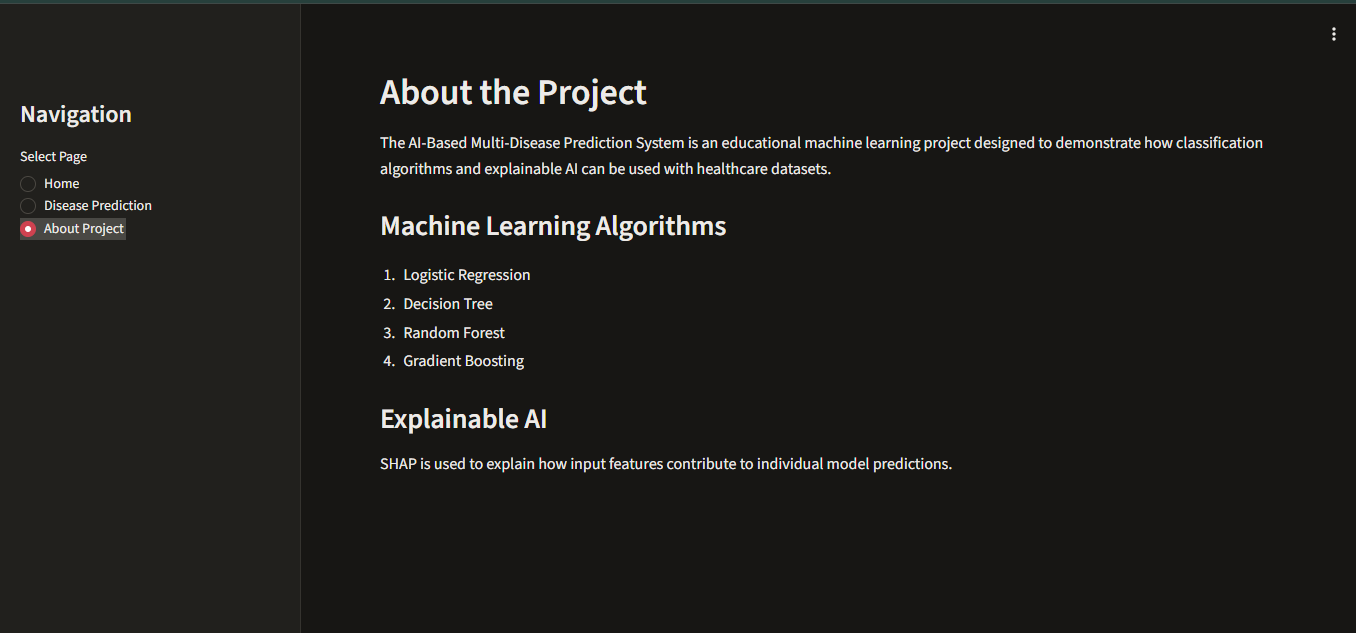 Navigation
Select Page
Home
Disease Prediction
About Project
About the Project
The AI-Based Multi-Disease Prediction System is an educational machine learning project designed to demonstrate how classification
algorithms and explainable AI can be used with healthcare datasets.
Machine Learning Algorithms
1. Logistic Regression
2. Decision Tree
3. Random Forest
4. Gradient Boosting
Explainable AI
SHAP is used to explain how input features contribute to individual model predictions.